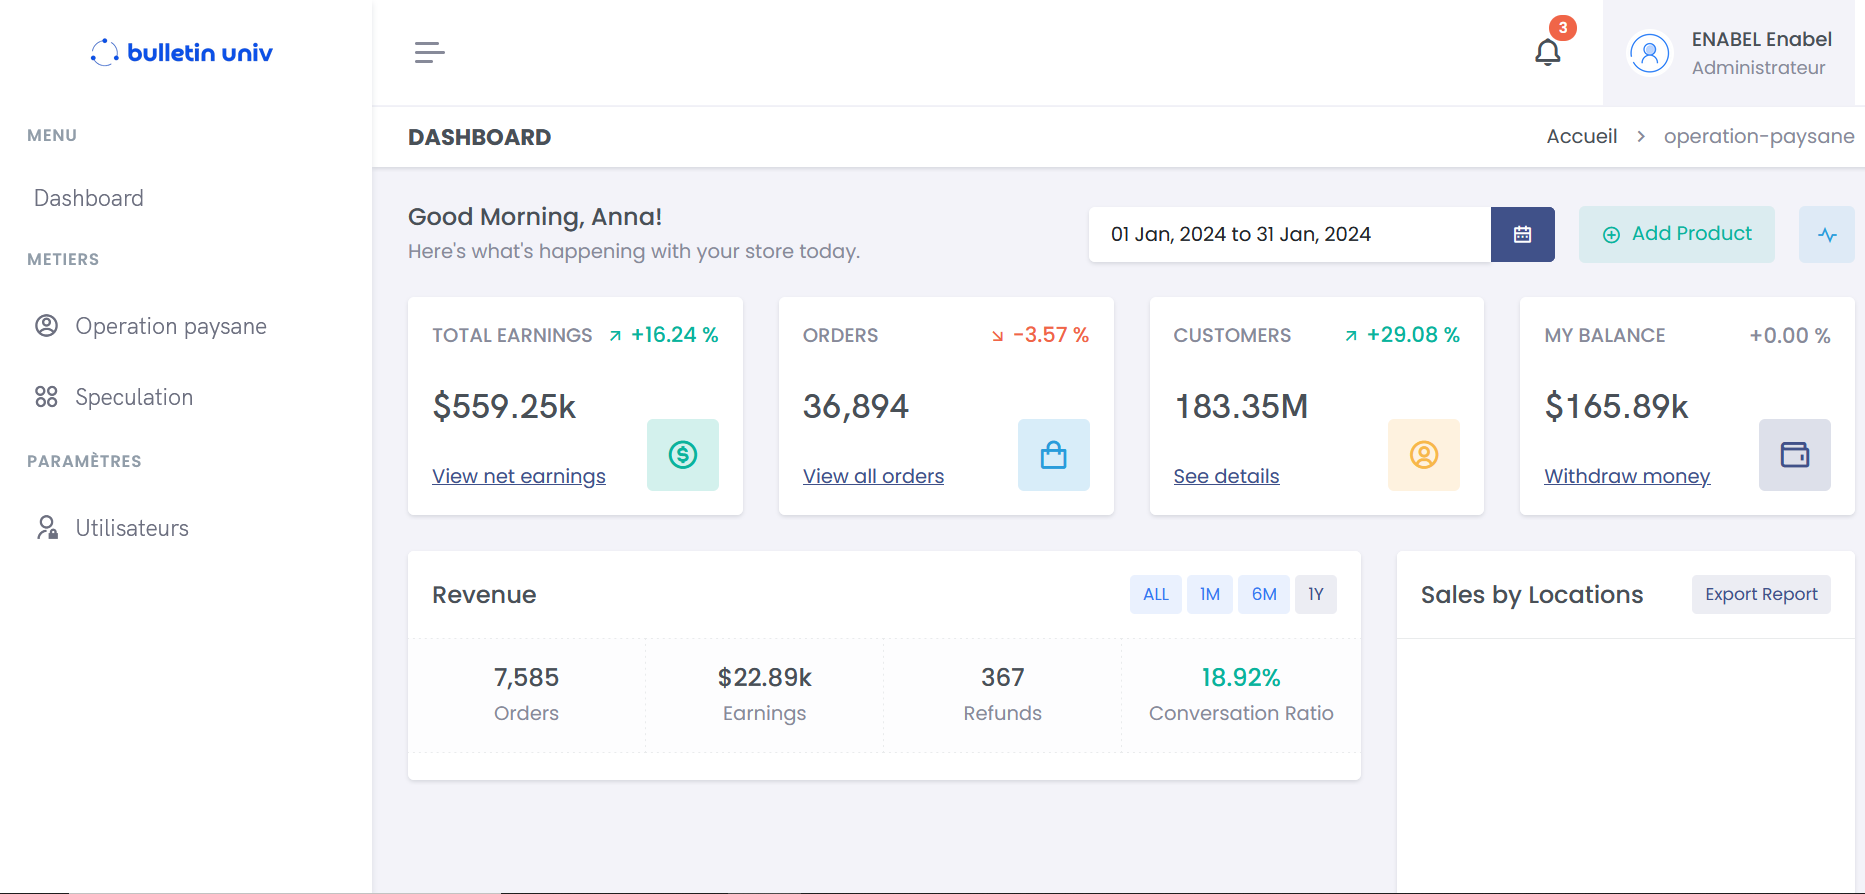 bulletin univ
MENU
Dashboard
METIERS
Operation paysane
Speculation
PARAMÈTRES
Utilisateurs
3
ENABEL Enabel
Administrateur
DASHBOARD
Accueil > operation-paysane
Good Morning, Anna!
Here's what's happening with your store today.
01 Jan, 2024 to 31 Jan, 2024
Add Product
TOTAL EARNINGS +16.24 %
$559.25k
View net earnings
ORDERS -3.57 %
36,894
View all orders
CUSTOMERS +29.08 %
183.35M
See details
MY BALANCE +0.00 %
$165.89k
Withdraw money
Revenue
ALL 1M 6M 1Y
7,585
Orders
$22.89k
Earnings
367
Refunds
18.92%
Conversation Ratio
Sales by Locations
Export Report